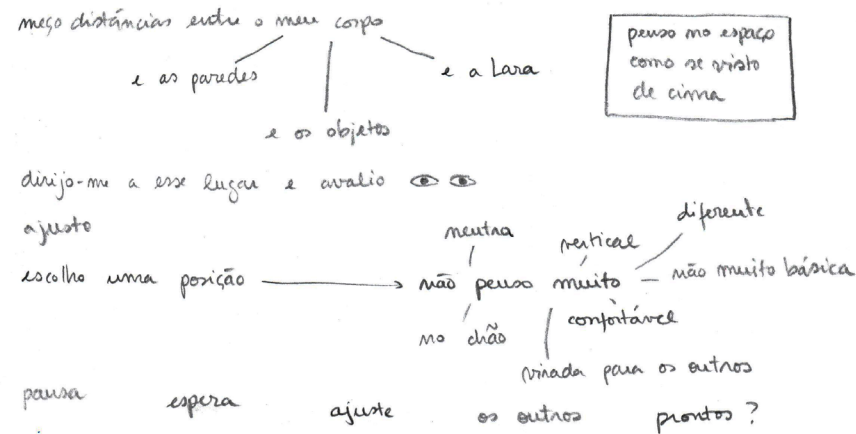 meço distâncias entre o meu corpo
e as paredes
e os objetos
e a Lara
penso no espaço
como se visto
de cima
dirijo-me a esse lugar e avalio
ajusto
escolho uma posição
não penso muito
neutra
vertical
diferente
não muito básica
confortável
no chão
virada para os outros
pausa espera ajuste os outros prontos?